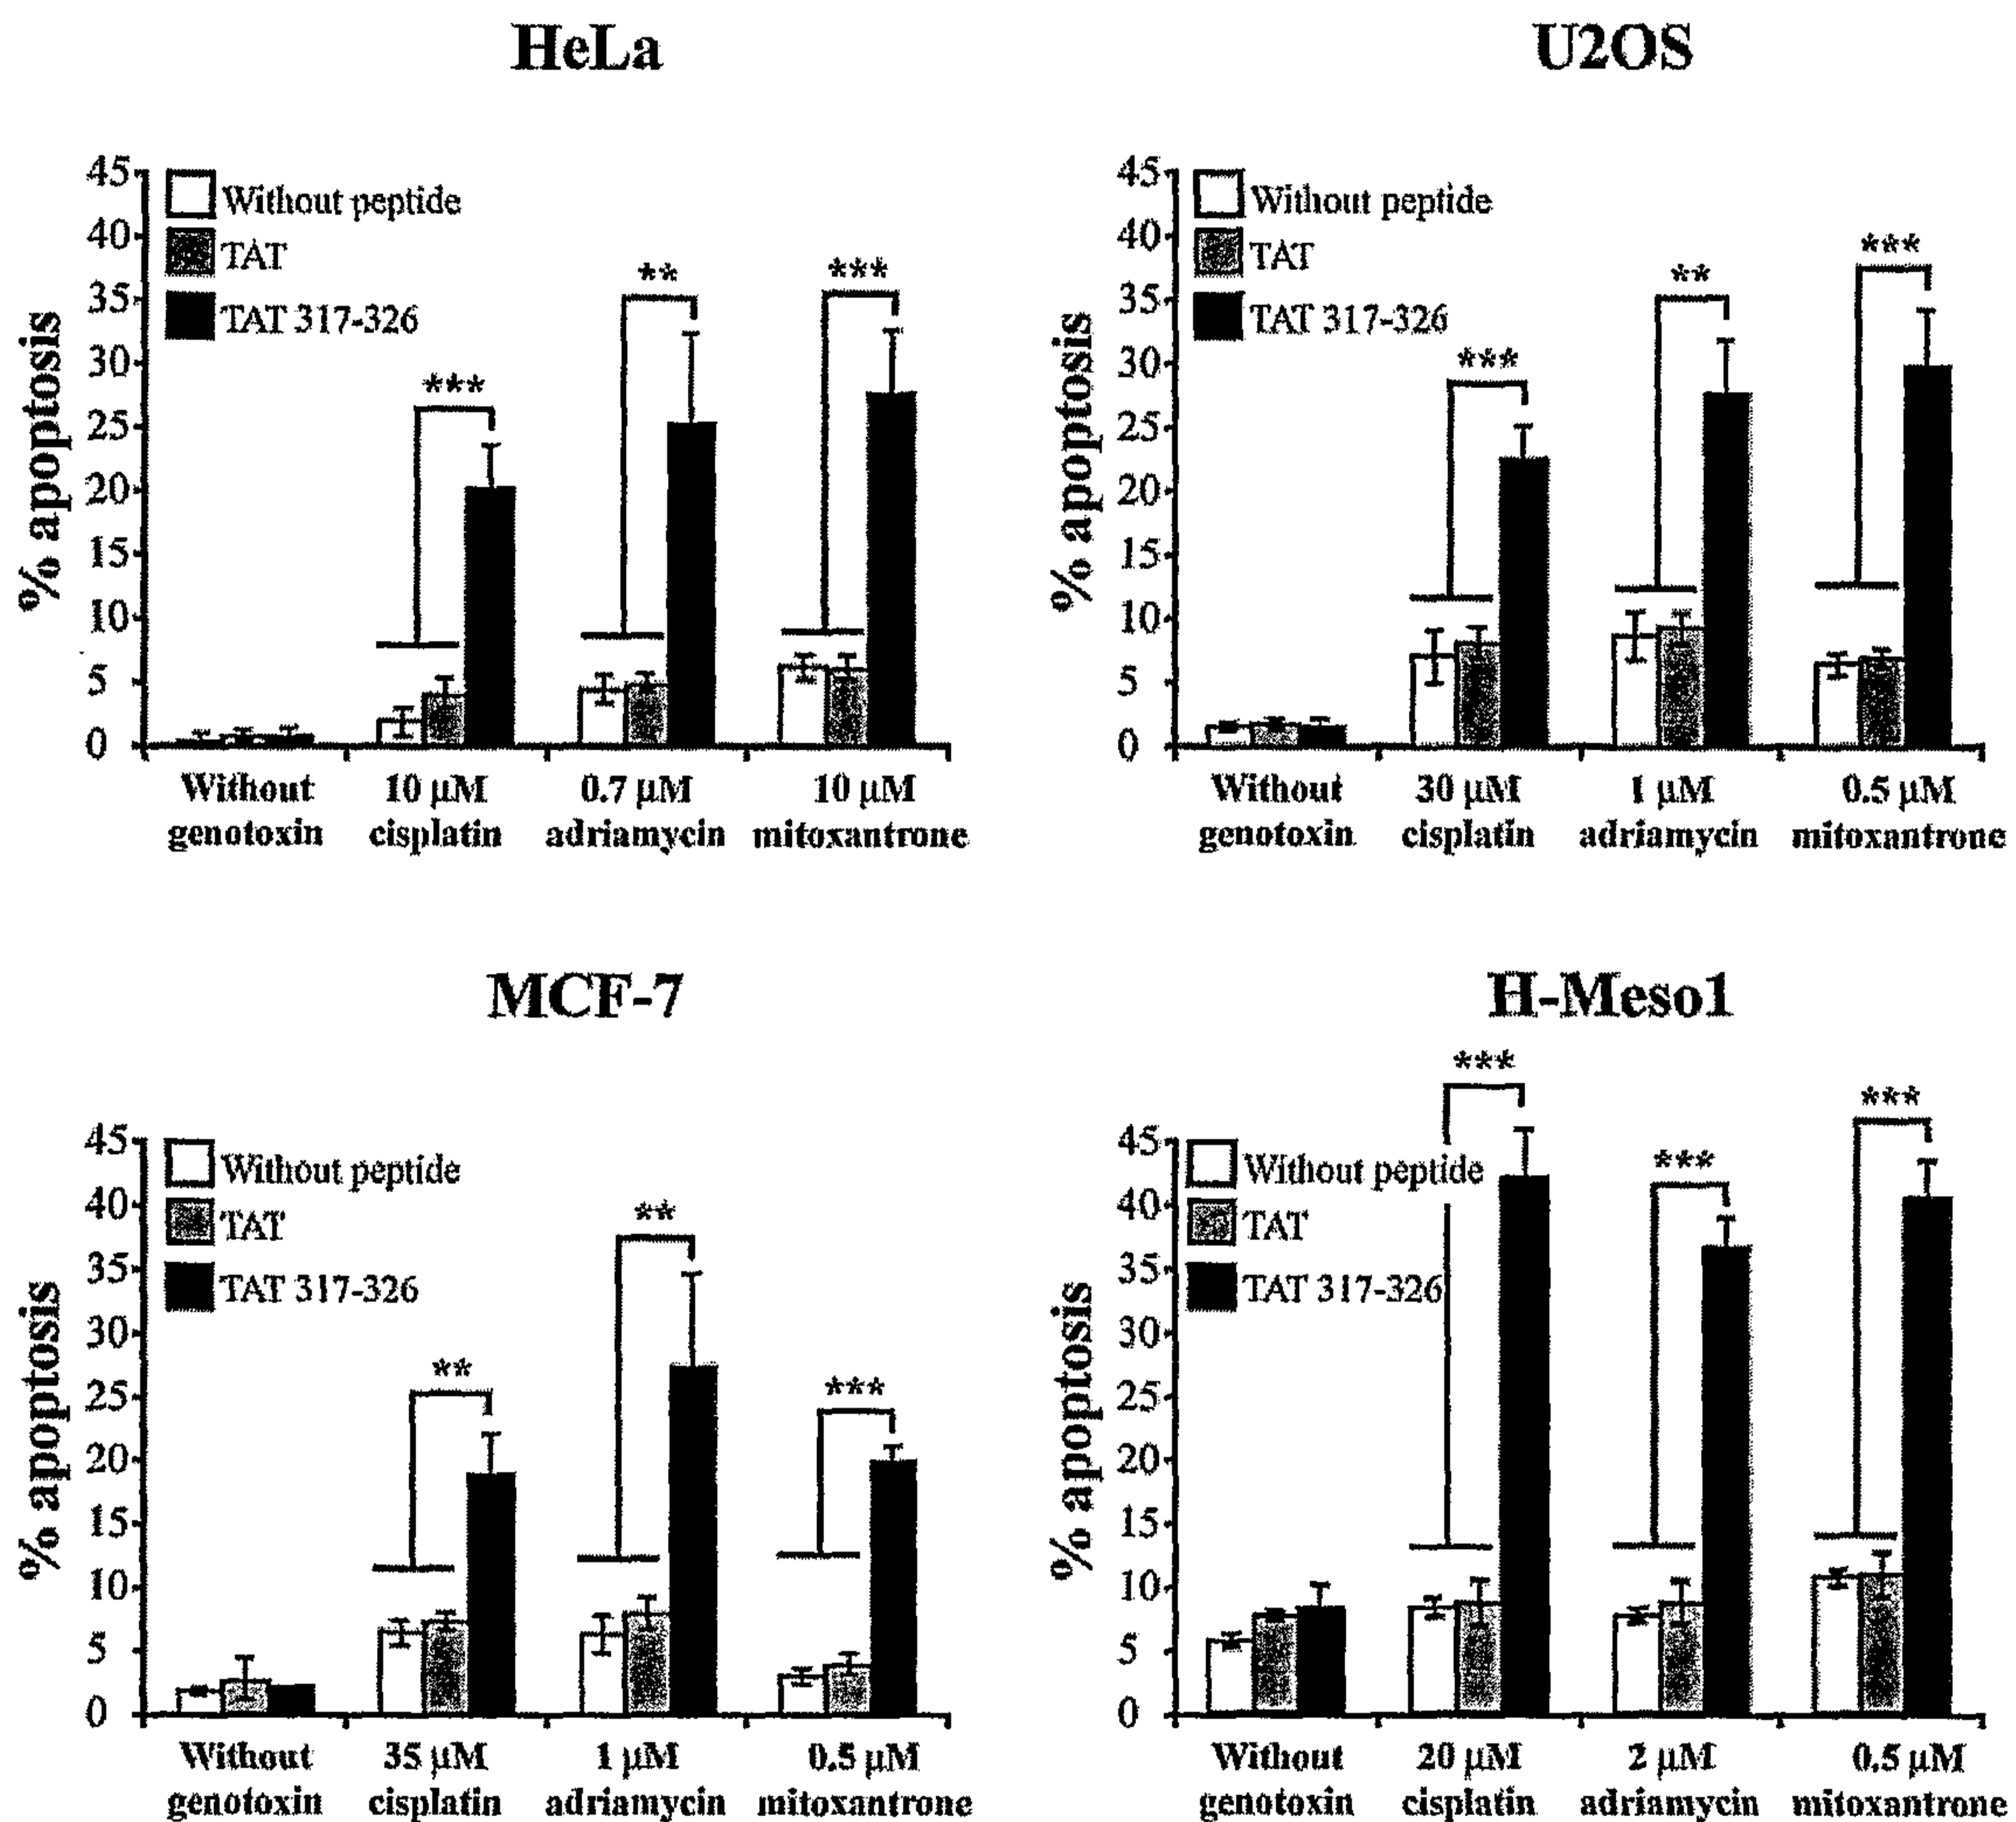 HeLa
% apoptosis
45
40
35
30
25
20
15
10
5
0
Without peptide
TAT
TAT 317-326
***
**
***
Without genotoxin
10 µM cisplatin
0.7 µM adriamycin
10 µM mitoxantrone
U2OS
% apoptosis
45
40
35
30
25
20
15
10
5
0
Without peptide
TAT
TAT 317-326
***
**
***
Without genotoxin
30 µM cisplatin
1 µM adriamycin
0.5 µM mitoxantrone
MCF-7
% apoptosis
45
40
35
30
25
20
15
10
5
0
Without peptide
TAT
TAT 317-326
**
**
***
Without genotoxin
35 µM cisplatin
1 µM adriamycin
0.5 µM mitoxantrone
H-Meso1
% apoptosis
45
40
35
30
25
20
15
10
5
0
Without peptide
TAT
TAT 317-326
***
***
***
Without genotoxin
20 µM cisplatin
2 µM adriamycin
0.5 µM mitoxantrone